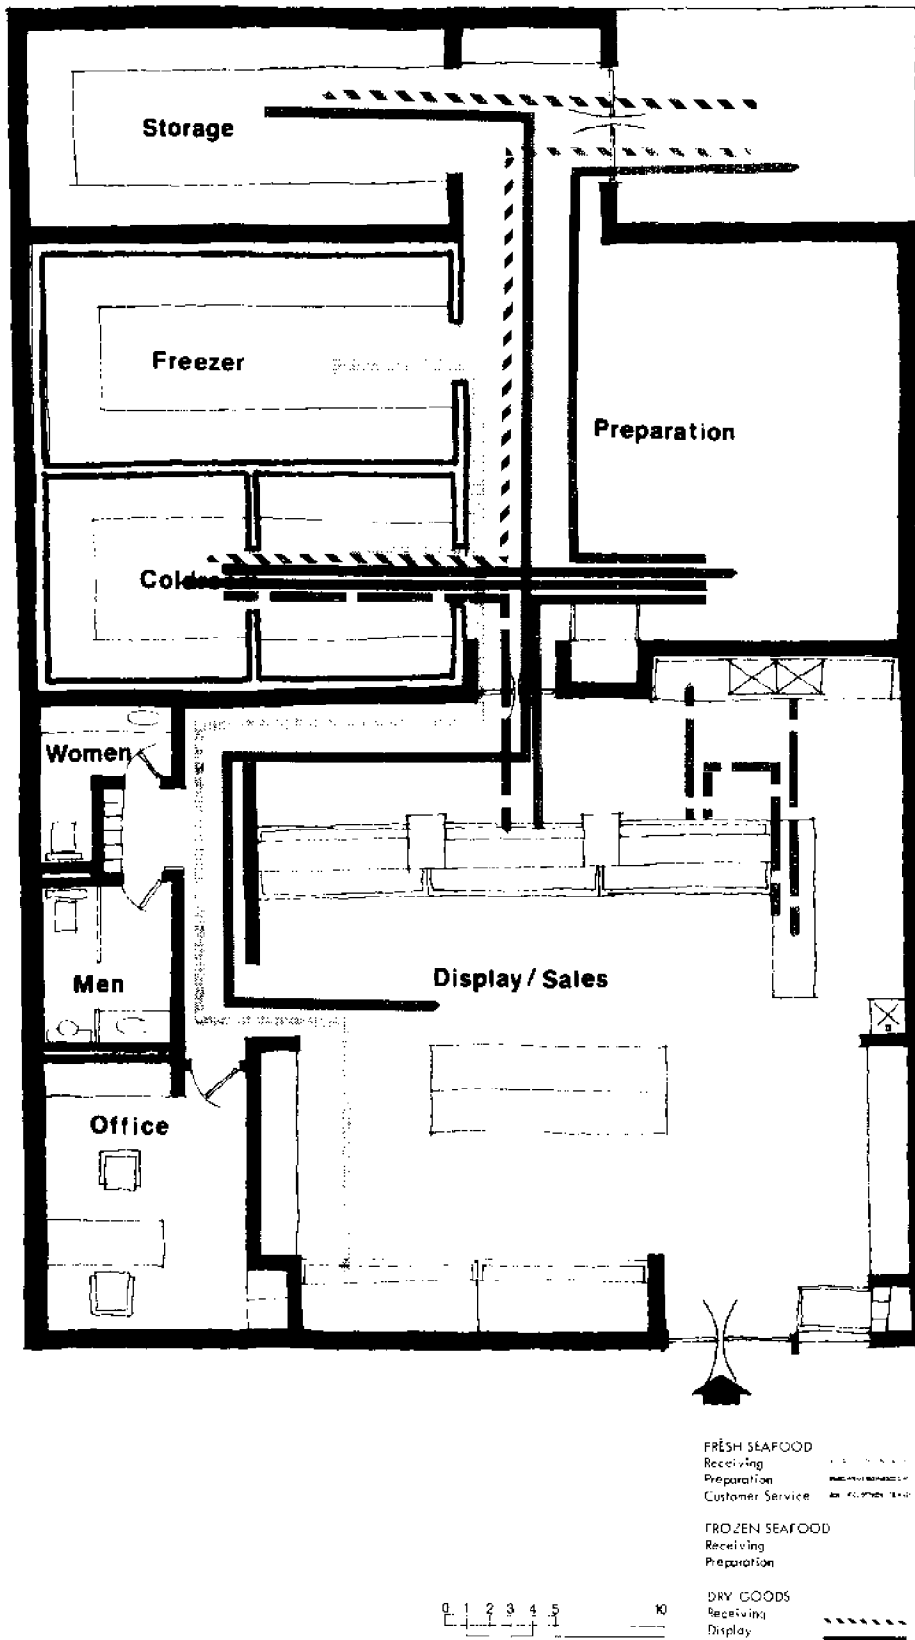 Storage
Freezer
Preparation
Coldroom
Women
Men
Display / Sales
Office
FRESH SEAFOOD
Receiving
Preparation
Customer Service
FROZEN SEAFOOD
Receiving
Preparation
DRY GOODS
Receiving
Display
0 1 2 3 4 5 10